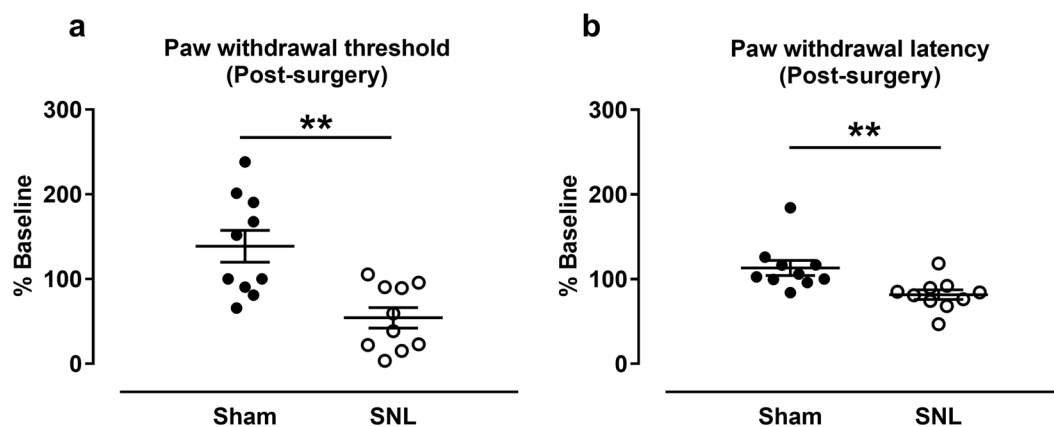 a
Paw withdrawal threshold
(Post-surgery)
300
200
100
0
% Baseline
**
Sham
SNL
b
Paw withdrawal latency
(Post-surgery)
300
200
100
0
% Baseline
**
Sham
SNL